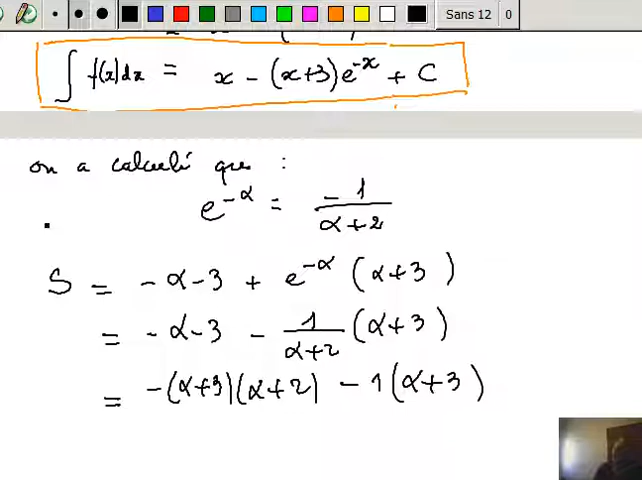 Sans 12 0
∫ f(x)dx = x - (x+3)e^-x + C
on a calculé que :
e^-α = -1/(α+2)
S = -α-3 + e^-α (α+3)
= -α-3 - 1/(α+2) (α+3)
= -(α+3)(α+2) - 1(α+3)